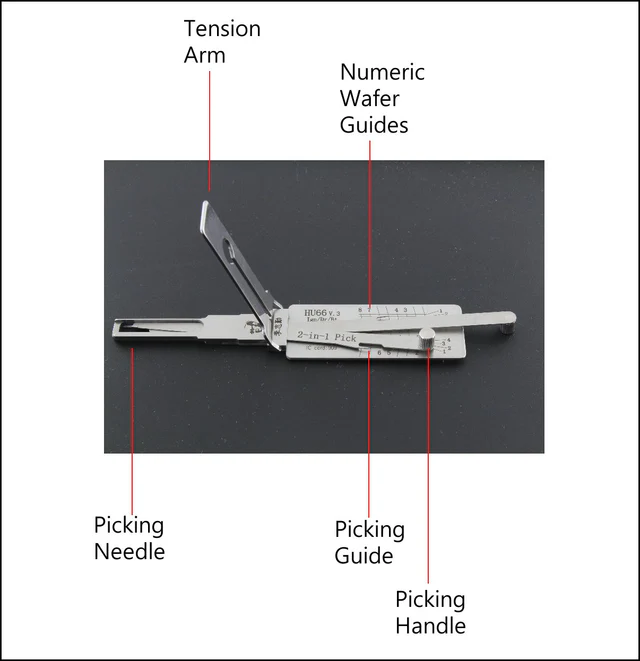 Tension
Arm
Numeric
Wafer
Guides
HU66 V.3
2-in-1 Pick
Picking
Needle
Picking
Guide
Picking
Handle